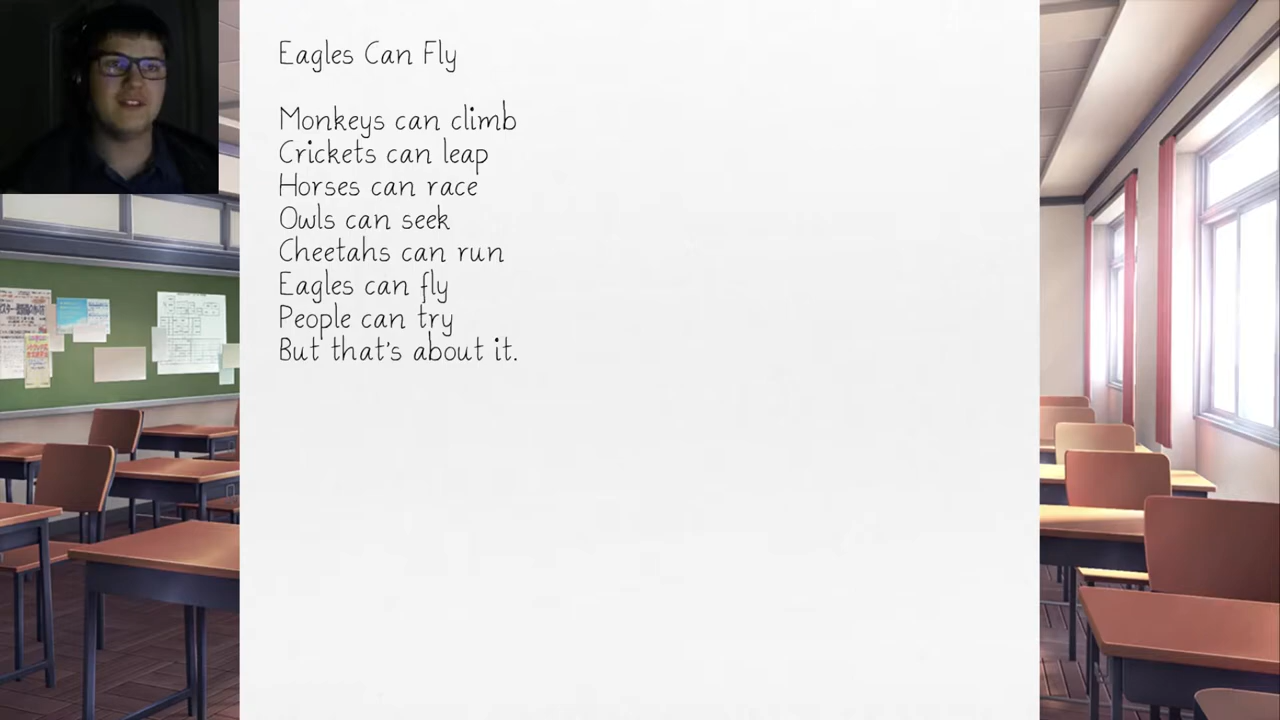 Eagles Can Fly
Monkeys can climb
Crickets can leap
Horses can race
Owls can seek
Cheetahs can run
Eagles can fly
People can try
But that's about it.